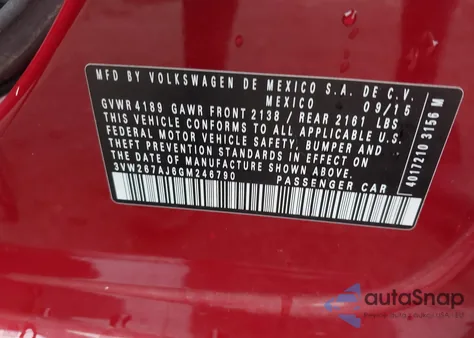 MFD BY VOLKSWAGEN DE MEXICO S.A. DE C.V.
MEXICO 09/15
GVWR 4189 GAWR FRONT 2138 / REAR 2161 LBS
THIS VEHICLE CONFORMS TO ALL APPLICABLE U.S.
FEDERAL MOTOR VEHICLE SAFETY, BUMPER AND
THEFT PREVENTION STANDARDS IN EFFECT ON
THE DATE OF MANUFACTURE SHOWN ABOVE.
3VW267AJ6GM246790 PASSENGER CAR
4017210 3156 M
autoSnap